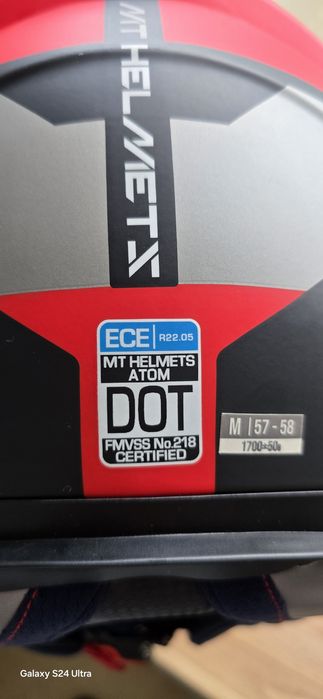 MT HELMETS
ECE R22.05
MT HELMETS
ATOM
DOT
FMVSS No.218
CERTIFIED
M 57-58
1700±50g
Galaxy S24 Ultra